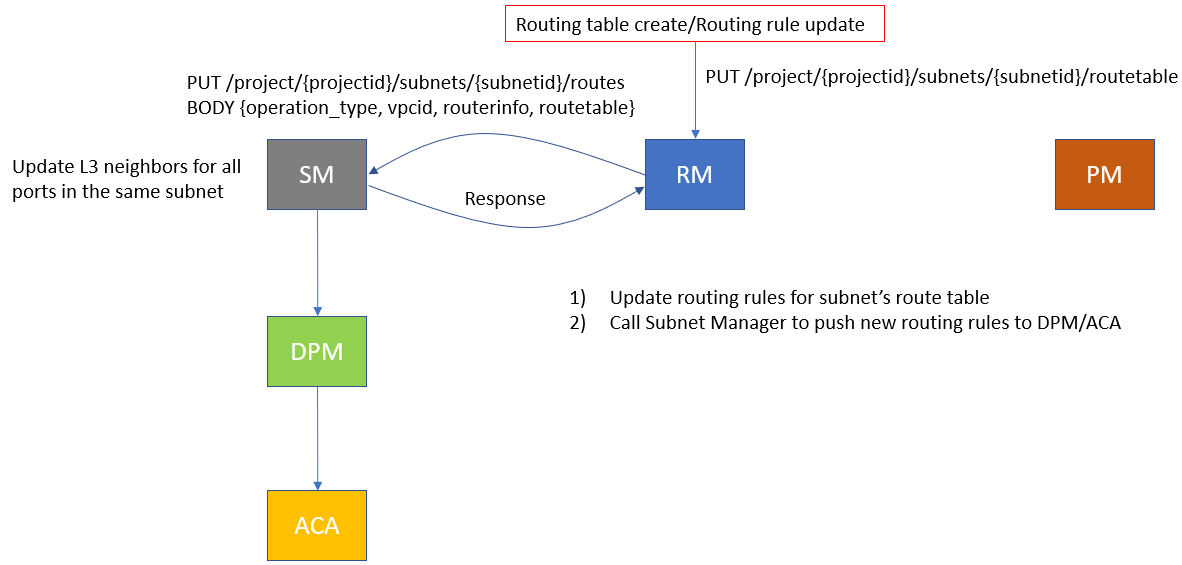 Routing table create/Routing rule update
PUT /project/{projectid}/subnets/{subnetid}/routetable
PUT /project/{projectid}/subnets/{subnetid}/routes
BODY {operation_type, vpcid, routerinfo, routetable}
Update L3 neighbors for all
ports in the same subnet
SM
Response
RM
PM
1) Update routing rules for subnet’s route table
2) Call Subnet Manager to push new routing rules to DPM/ACA
DPM
ACA